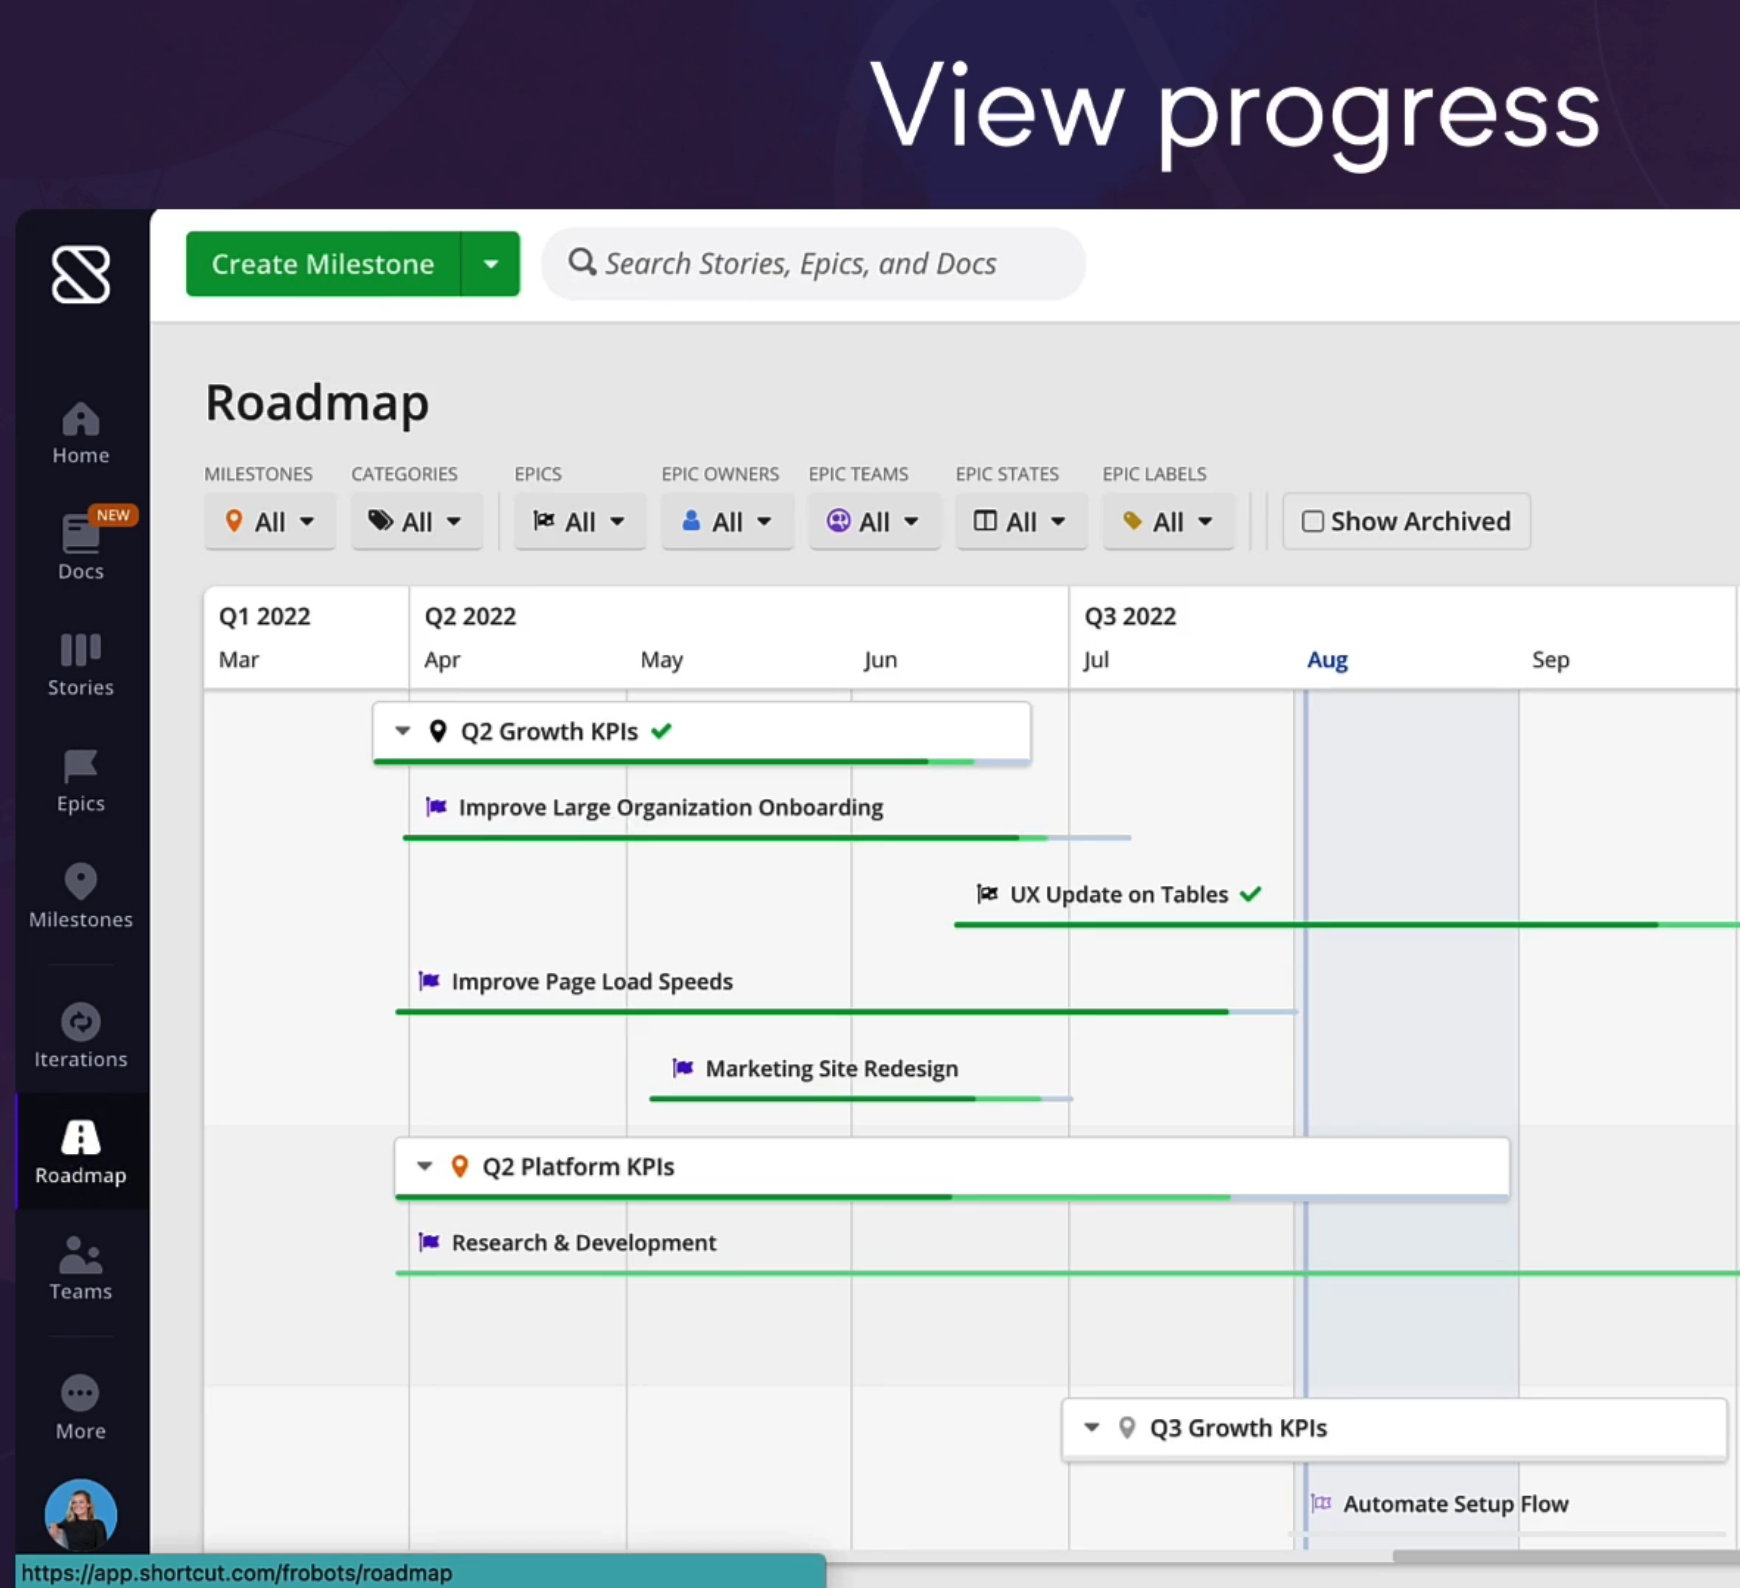 View progress
Create Milestone
Search Stories, Epics, and Docs
Home
NEW
Docs
Stories
Epics
Milestones
Iterations
Roadmap
Teams
More
Roadmap
MILESTONES CATEGORIES EPICS EPIC OWNERS EPIC TEAMS EPIC STATES EPIC LABELS
All All All All All All All Show Archived
Q1 2022 Q2 2022 Q3 2022
Mar Apr May Jun Jul Aug Sep
Q2 Growth KPIs
Improve Large Organization Onboarding
UX Update on Tables
Improve Page Load Speeds
Marketing Site Redesign
Q2 Platform KPIs
Research & Development
Q3 Growth KPIs
Automate Setup Flow
https://app.shortcut.com/frobots/roadmap